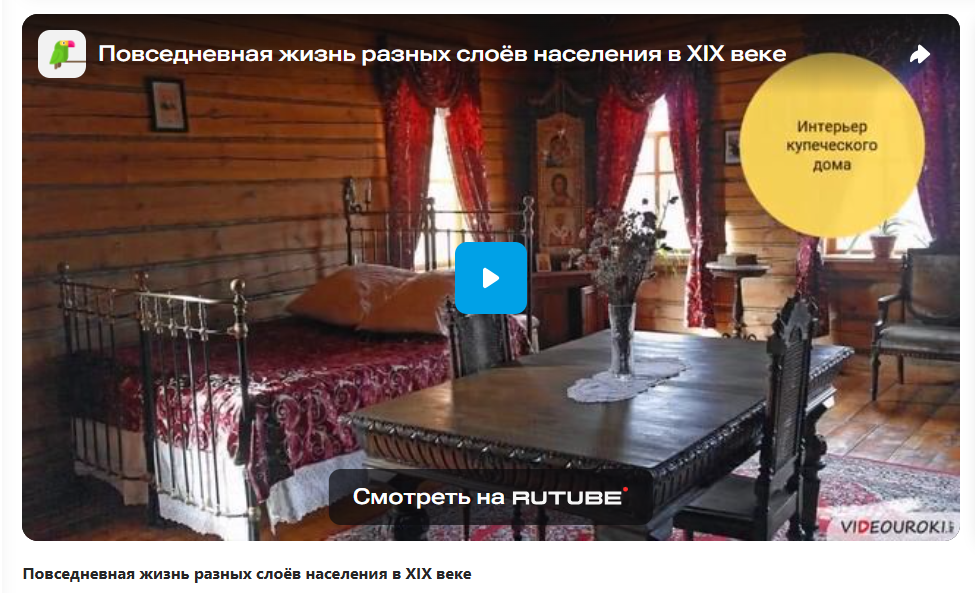 Повседневная жизнь разных слоёв населения в XIX веке
Интерьер
купеческого
дома
Смотреть на RUTUBE
VIDEOUROKI.
Повседневная жизнь разных слоёв населения в XIX веке